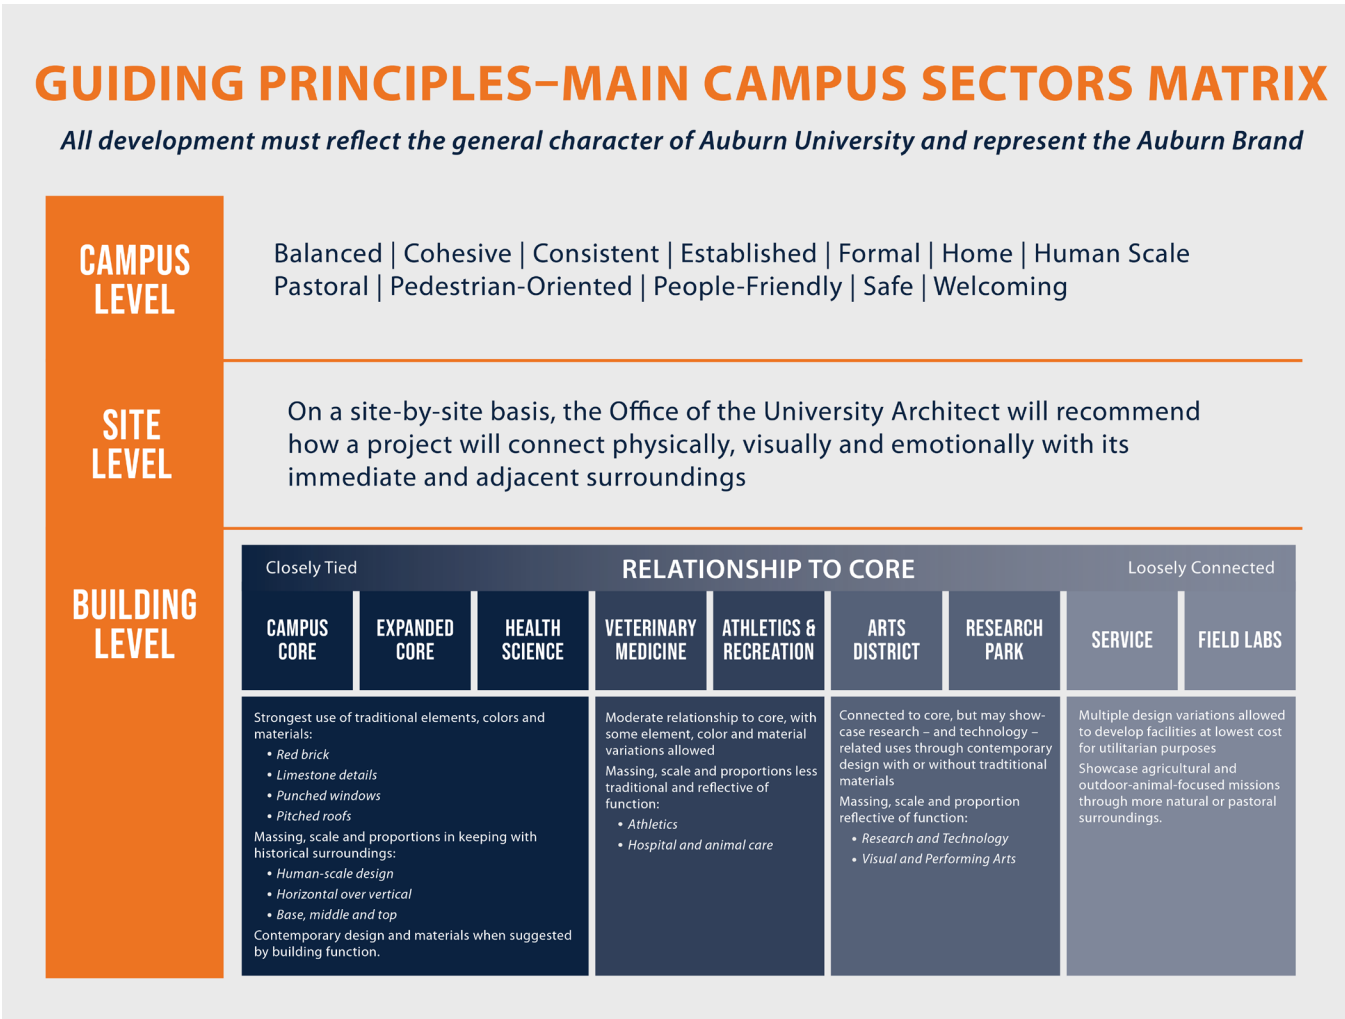 GUIDING PRINCIPLES–MAIN CAMPUS SECTORS MATRIX
All development must reflect the general character of Auburn University and represent the Auburn Brand
CAMPUS
LEVEL
Balanced | Cohesive | Consistent | Established | Formal | Home | Human Scale
Pastoral | Pedestrian-Oriented | People-Friendly | Safe | Welcoming
SITE
LEVEL
On a site-by-site basis, the Office of the University Architect will recommend
how a project will connect physically, visually and emotionally with its
immediate and adjacent surroundings
BUILDING
LEVEL
Closely Tied
RELATIONSHIP TO CORE
Loosely Connected
CAMPUS
CORE
EXPANDED
CORE
HEALTH
SCIENCE
VETERINARY
MEDICINE
ATHLETICS &
RECREATION
ARTS
DISTRICT
RESEARCH
PARK
SERVICE
FIELD LABS
Strongest use of traditional elements, colors and
materials:
• Red brick
• Limestone details
• Punched windows
• Pitched roofs
Massing, scale and proportions in keeping with
historical surroundings:
• Human-scale design
• Horizontal over vertical
• Base, middle and top
Contemporary design and materials when suggested
by building function.
Moderate relationship to core, with
some element, color and material
variations allowed
Massing, scale and proportions less
traditional and reflective of
function:
• Athletics
• Hospital and animal care
Connected to core, but may show-
case research – and technology –
related uses through contemporary
design with or without tradtitional
materials
Massing, scale and proportion
reflective of function:
• Research and Technology
• Visual and Performing Arts
Multiple design variations allowed
to develop facilities at lowest cost
for utilitarian purposes
Showcase agricultural and
outdoor-animal-focused missions
through more natural or pastoral
surroundings.